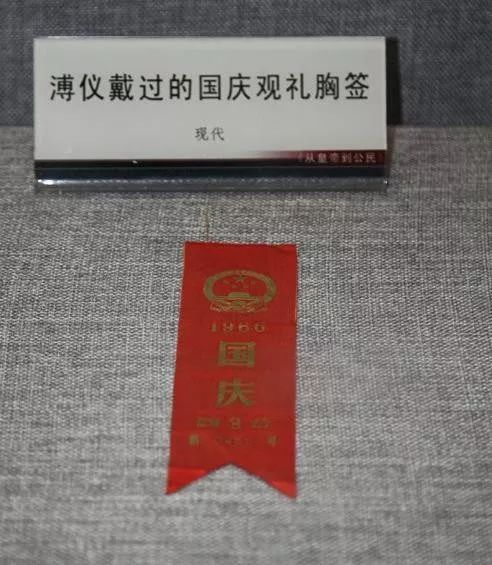 溥仪戴过的国庆观礼胸签
现代
《从皇帝到公民》
1966
国
庆